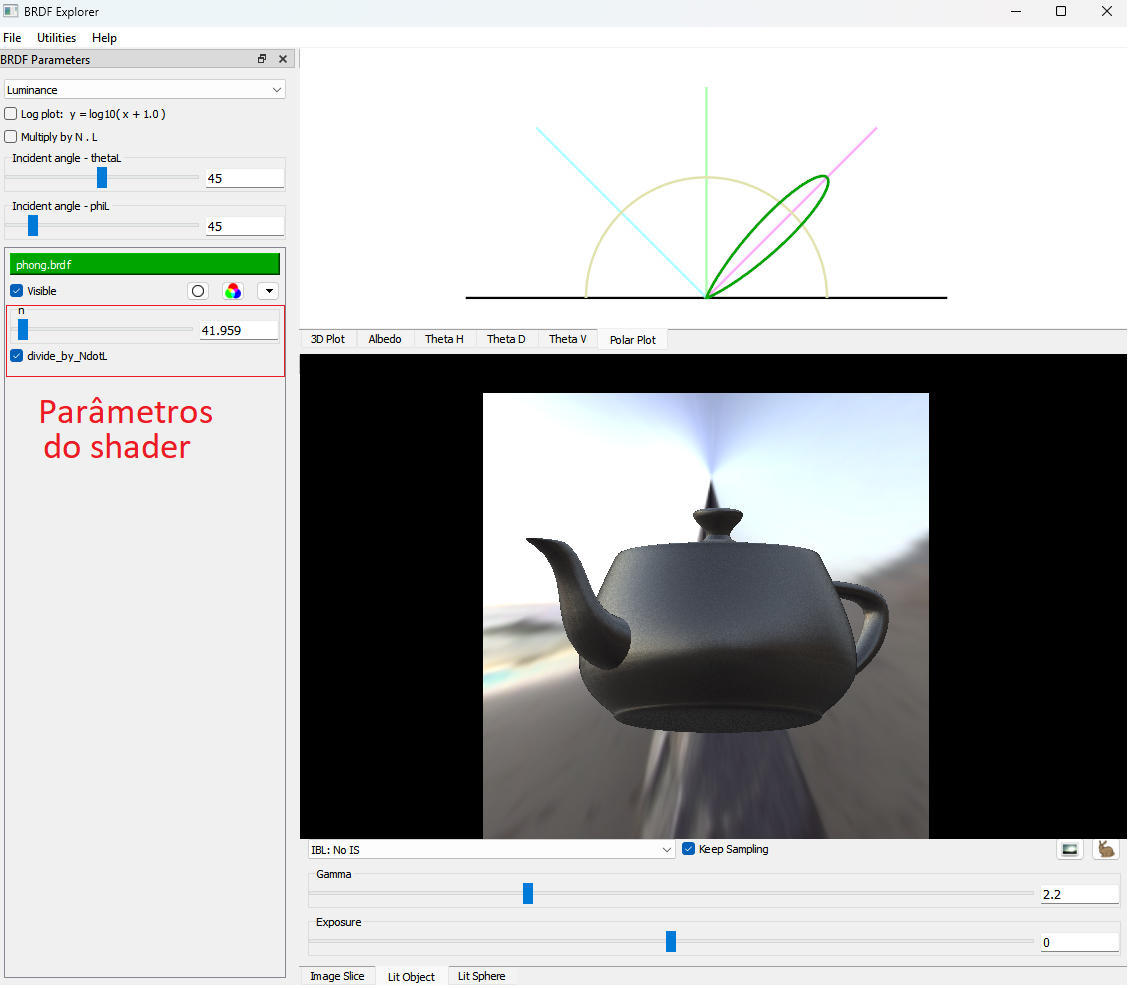 BRDF Explorer
File Utilities Help
BRDF Parameters
Luminance
Log plot: y = log10( x + 1.0 )
Multiply by N . L
Incident angle - thetaL
45
Incident angle - phiL
45
phong.brdf
Visible
n
41.959
divide_by_NdotL
Parâmetros
do shader
3D Plot Albedo Theta H Theta D Theta V Polar Plot
IBL: No IS Keep Sampling
Gamma
2.2
Exposure
0
Image Slice Lit Object Lit Sphere